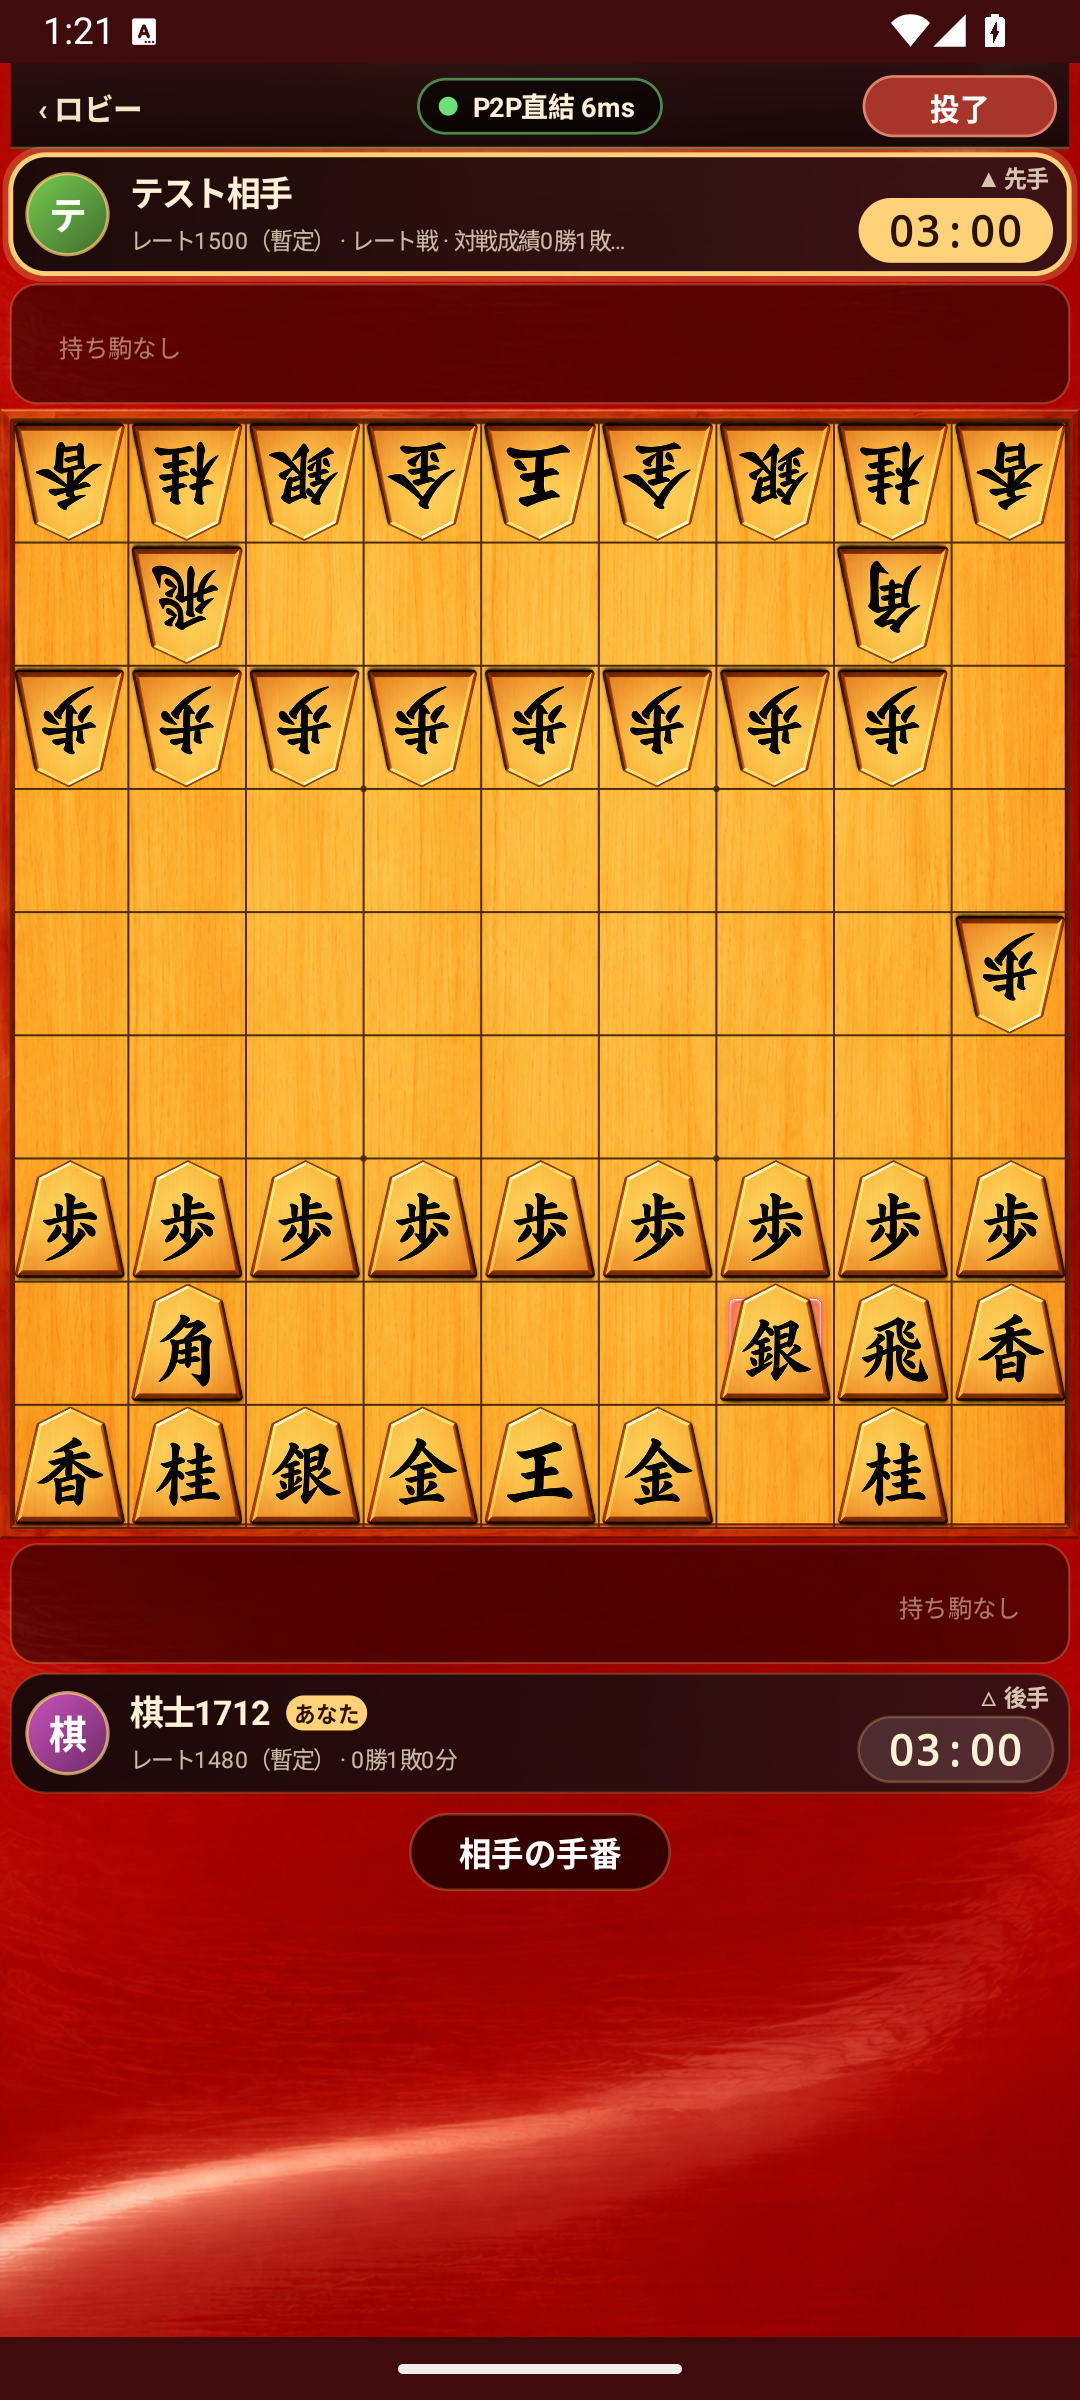 1:21 A
‹ ロビー
P2P直結 6ms
投了
テ
テスト相手
レート1500（暫定）· レート戦 · 対戦成績0勝1敗…
▲ 先手
03:00
持ち駒なし
香 桂 銀 金 玉 金 銀 桂 香
飛 角
歩 歩 歩 歩 歩 歩 歩 歩
歩
歩 歩 歩 歩 歩 歩 歩 歩 歩
角 銀 飛 香
香 桂 銀 金 王 金 桂
持ち駒なし
棋
棋士1712 あなた
レート1480（暫定）· 0勝1敗0分
△ 後手
03:00
相手の手番